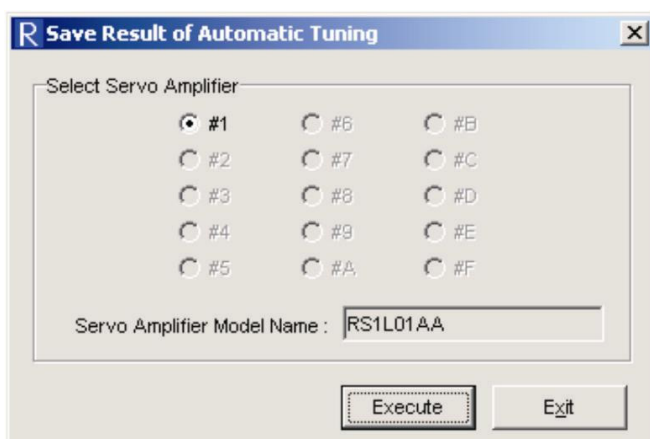 R Save Result of Automatic Tuning
Select Servo Amplifier
#1 #6 #B
#2 #7 #C
#3 #8 #D
#4 #9 #E
#5 #A #F
Servo Amplifier Model Name : RS1L01AA
Execute Exit